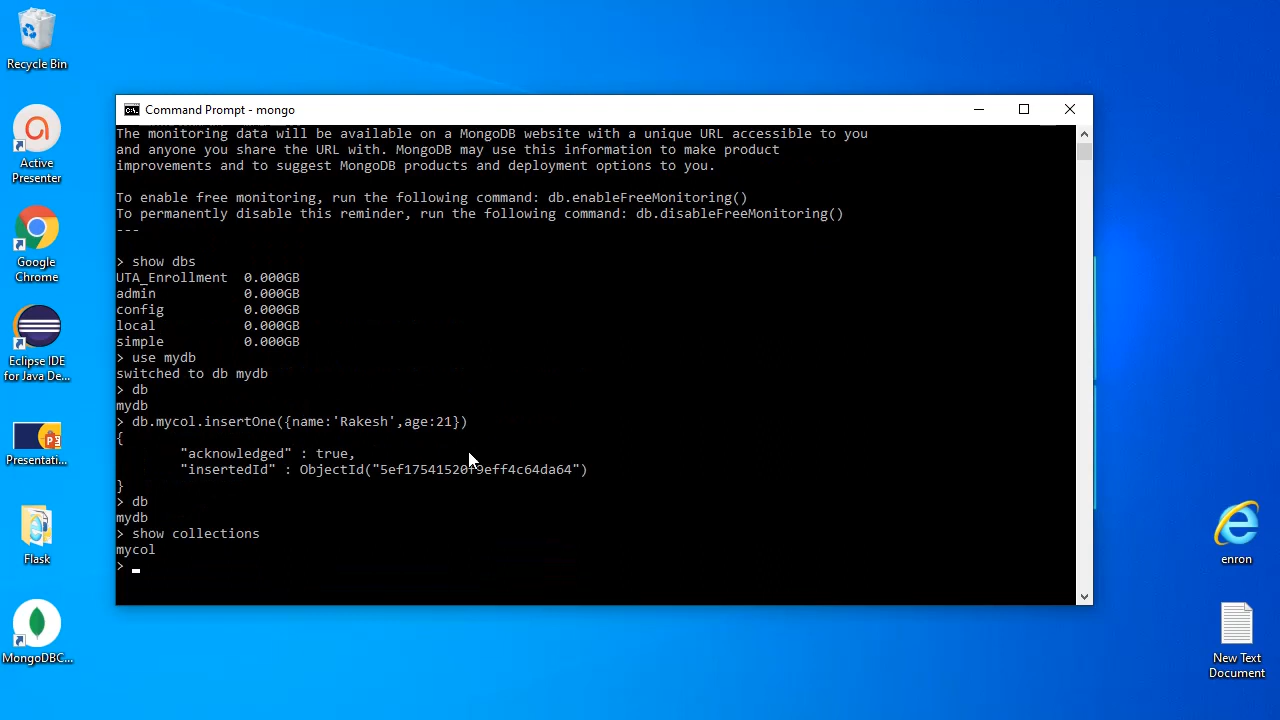 Recycle Bin
Active
Presenter
Google
Chrome
Eclipse IDE
for Java De...
Presentati...
Flask
MongoDBC...
Command Prompt - mongo
The monitoring data will be available on a MongoDB website with a unique URL accessible to you
and anyone you share the URL with. MongoDB may use this information to make product
improvements and to suggest MongoDB products and deployment options to you.
To enable free monitoring, run the following command: db.enableFreeMonitoring()
To permanently disable this reminder, run the following command: db.disableFreeMonitoring()
---
> show dbs
UTA_Enrollment  0.000GB
admin           0.000GB
config          0.000GB
local           0.000GB
simple          0.000GB
> use mydb
switched to db mydb
> db
mydb
> db.mycol.insertOne({name:'Rakesh',age:21})
{
        "acknowledged" : true,
        "insertedId" : ObjectId("5ef17541520f9eff4c64da64")
}
> db
mydb
> show collections
mycol
>
enron
New Text
Document